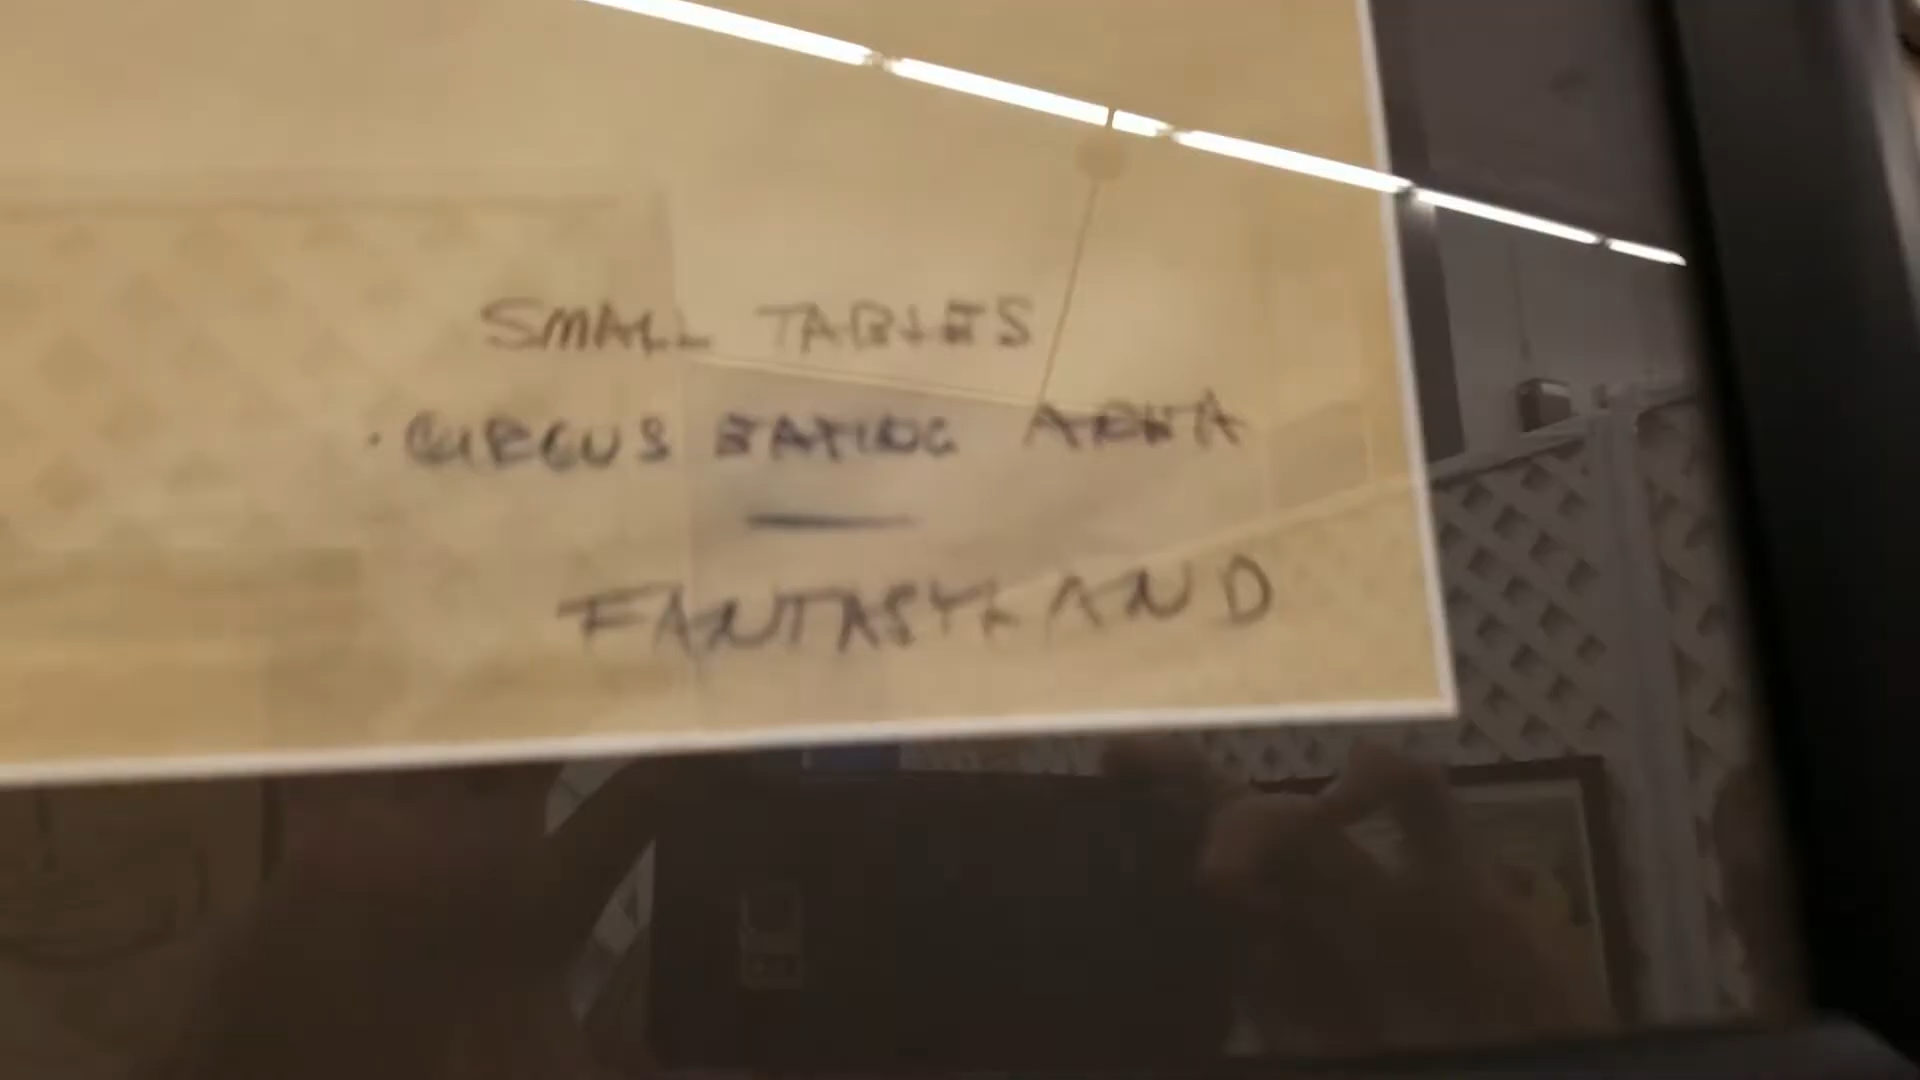 SMALL TABLES
· CIRCUS EATING AREA
—
FANTASYLAND